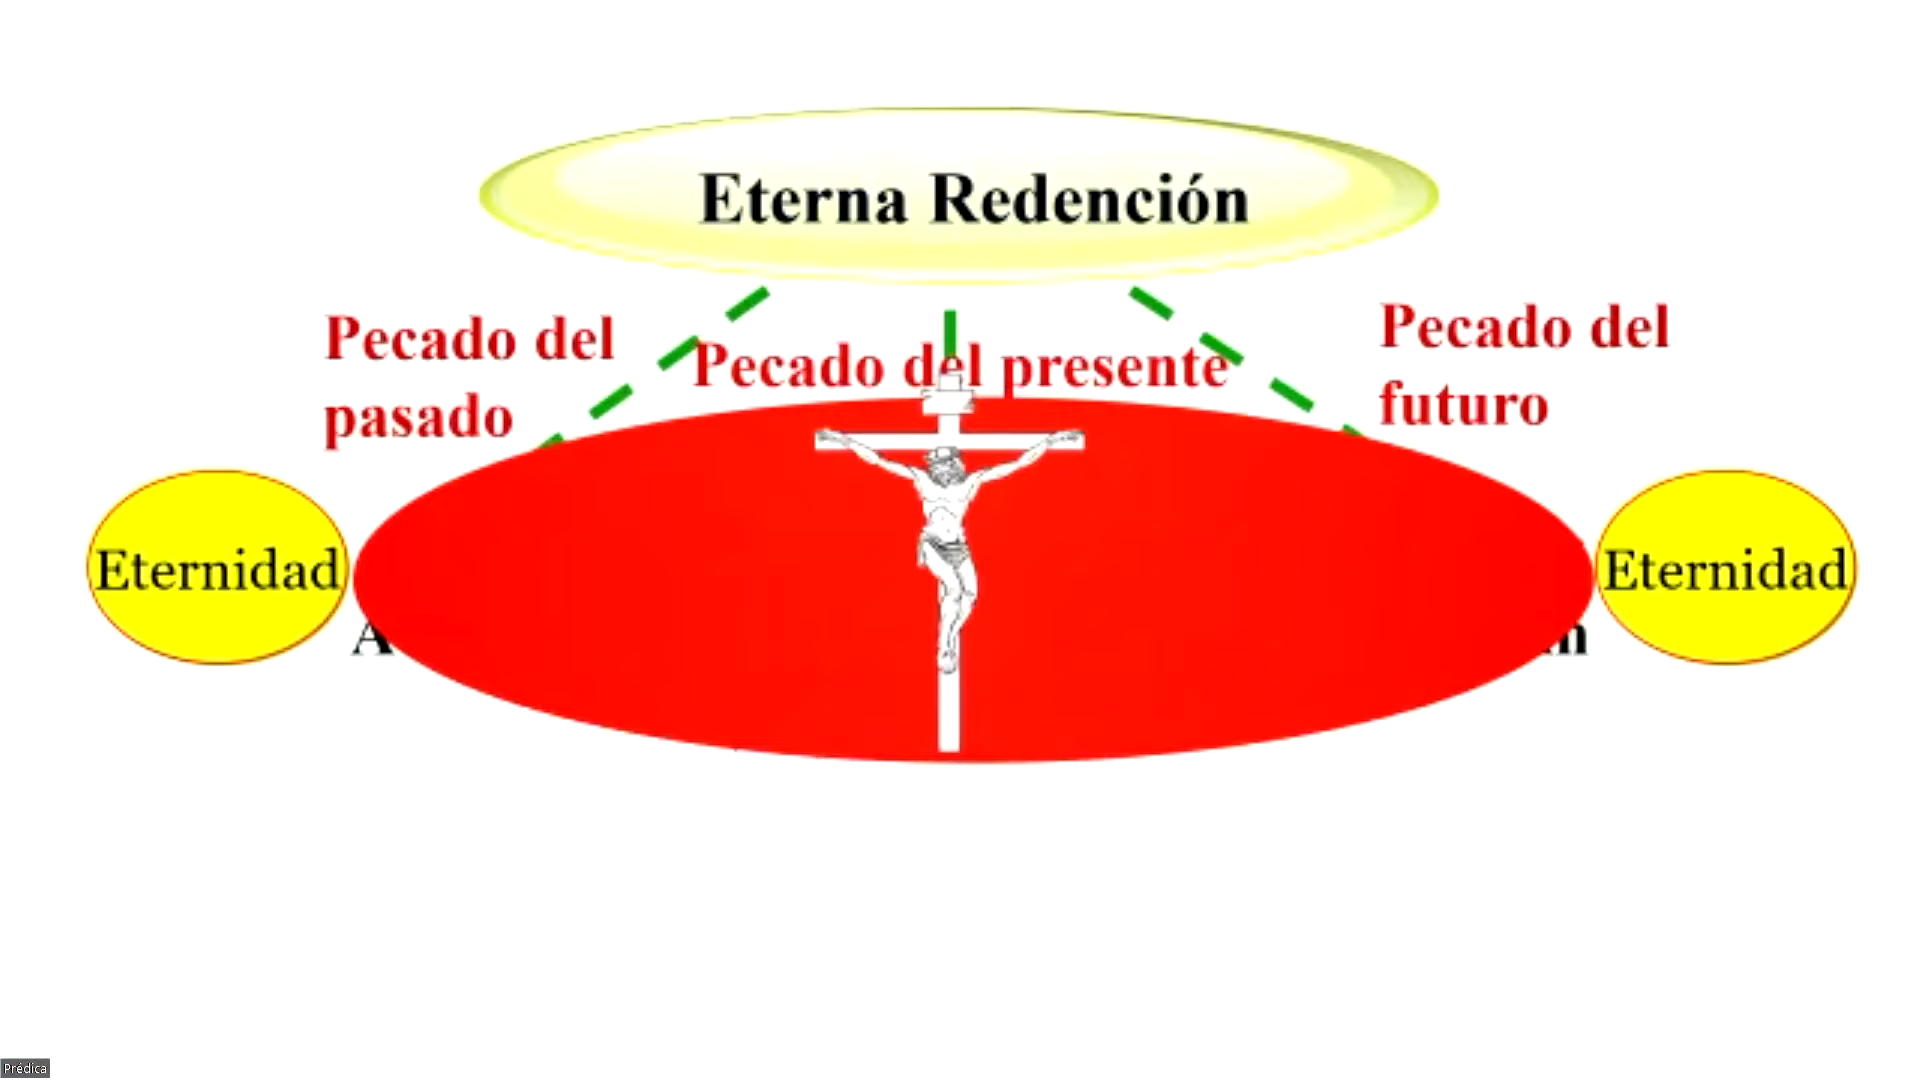 Eterna Redención
Pecado del
pasado
Pecado del presente
Pecado del
futuro
Eternidad
Eternidad
Prédica